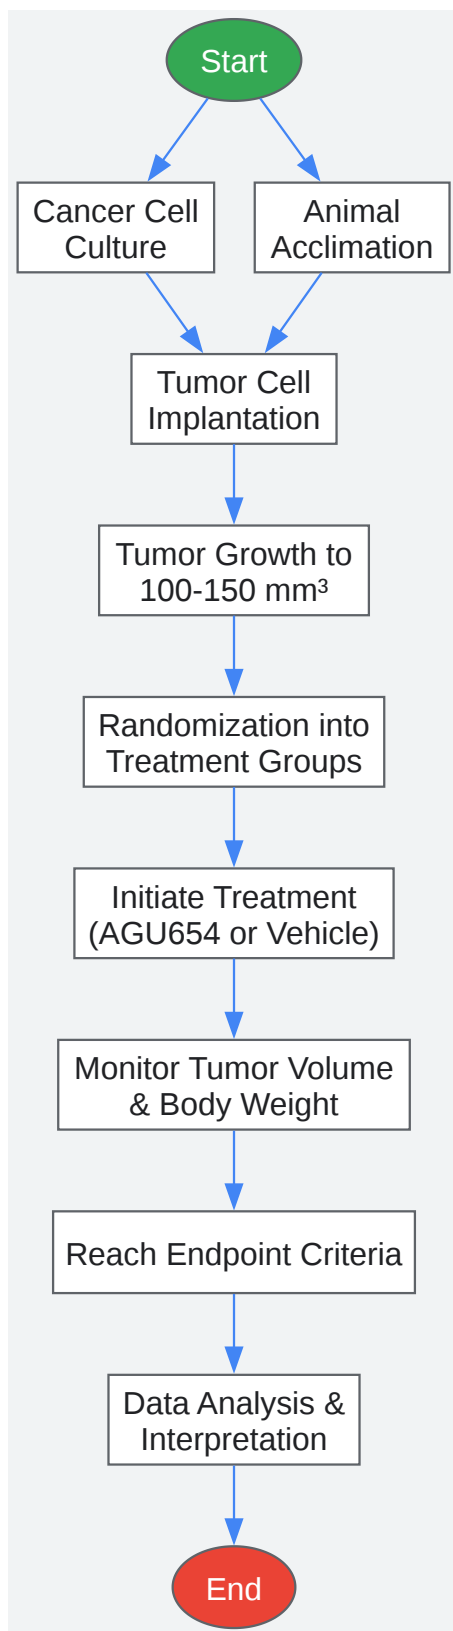 Start
Cancer Cell
Culture
Animal
Acclimation
Tumor Cell
Implantation
Tumor Growth to
100-150 mm³
Randomization into
Treatment Groups
Initiate Treatment
(AGU654 or Vehicle)
Monitor Tumor Volume
& Body Weight
Reach Endpoint Criteria
Data Analysis &
Interpretation
End